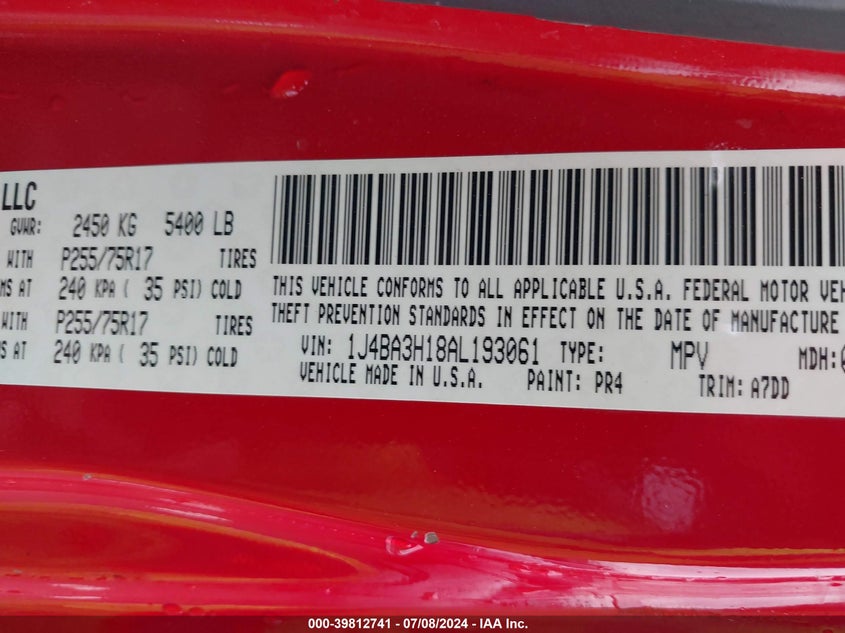 LLC
GVWR: 2450 KG 5400 LB
WITH P255/75R17 TIRES
AT 240 KPA ( 35 PSI) COLD
WITH P255/75R17 TIRES
AT 240 KPA ( 35 PSI) COLD
THIS VEHICLE CONFORMS TO ALL APPLICABLE U.S.A. FEDERAL MOTOR VEH
THEFT PREVENTION STANDARDS IN EFFECT ON THE DATE OF MANUFACTURE
VIN: 1J4BA3H18AL193061 TYPE: MPV MDH:
VEHICLE MADE IN U.S.A. PAINT: PR4 TRIM: A7DD
000-39812741 - 07/08/2024 - IAA Inc.